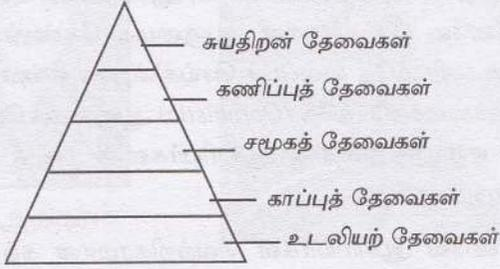 சுயதிறன் தேவைகள்
கணிப்புத் தேவைகள்
சமூகத் தேவைகள்
காப்புத் தேவைகள்
உடலியற் தேவைகள்